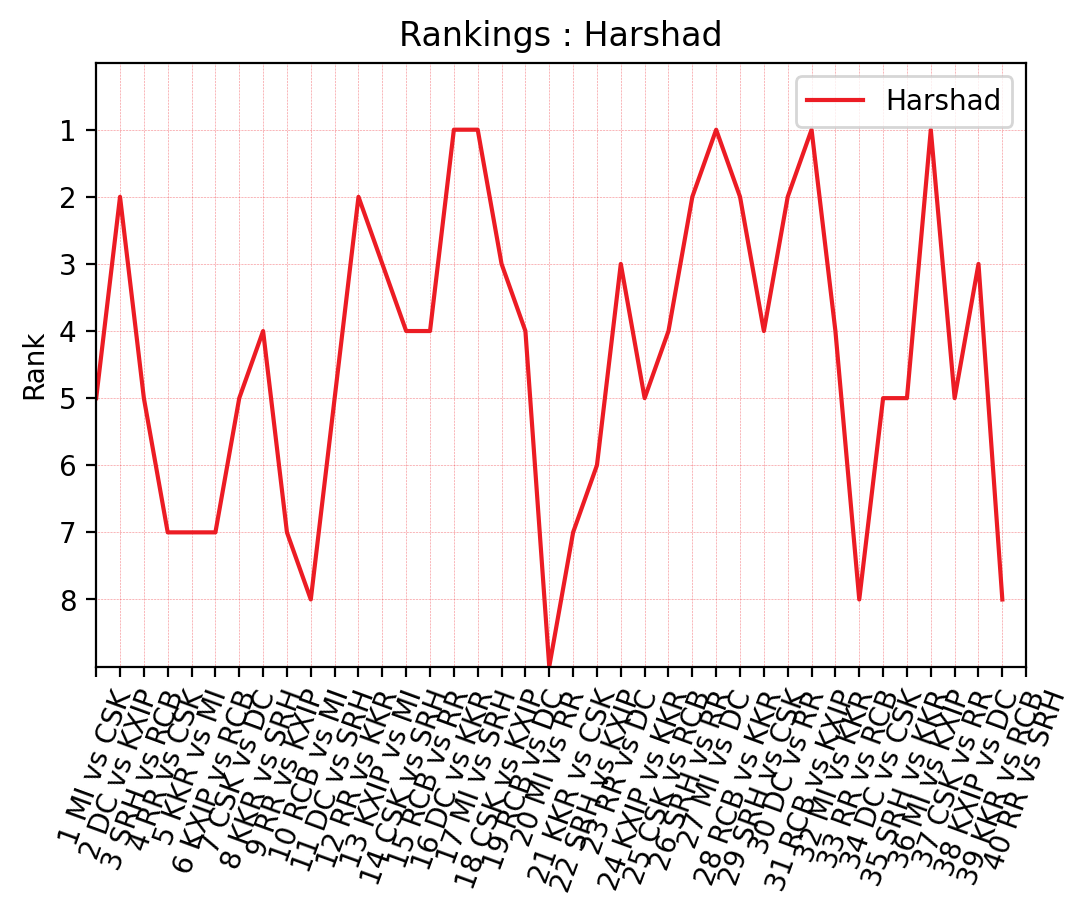 Rankings : Harshad
Harshad
Rank
1
2
3
4
5
6
7
8
1 MI vs CSK
2 DC vs KXIP
3 SRH vs RCB
4 RR vs CSK
5 KKR vs MI
6 KXIP vs RCB
7 CSK vs DC
8 KKR vs SRH
9 RR vs KXIP
10 RCB vs MI
11 DC vs SRH
12 RR vs KKR
13 KXIP vs MI
14 CSK vs SRH
15 RCB vs RR
16 DC vs KKR
17 MI vs SRH
18 CSK vs KXIP
19 RCB vs DC
20 MI vs RR
21 KKR vs CSK
22 SRH vs KXIP
23 RR vs DC
24 KXIP vs KKR
25 CSK vs RCB
26 SRH vs RR
27 MI vs DC
28 RCB vs KKR
29 SRH vs CSK
30 DC vs RR
31 RCB vs KXIP
32 MI vs KKR
33 RR vs RCB
34 DC vs CSK
35 SRH vs KKR
36 MI vs KXIP
37 CSK vs RR
38 KXIP vs DC
39 KKR vs RCB
40 RR vs SRH